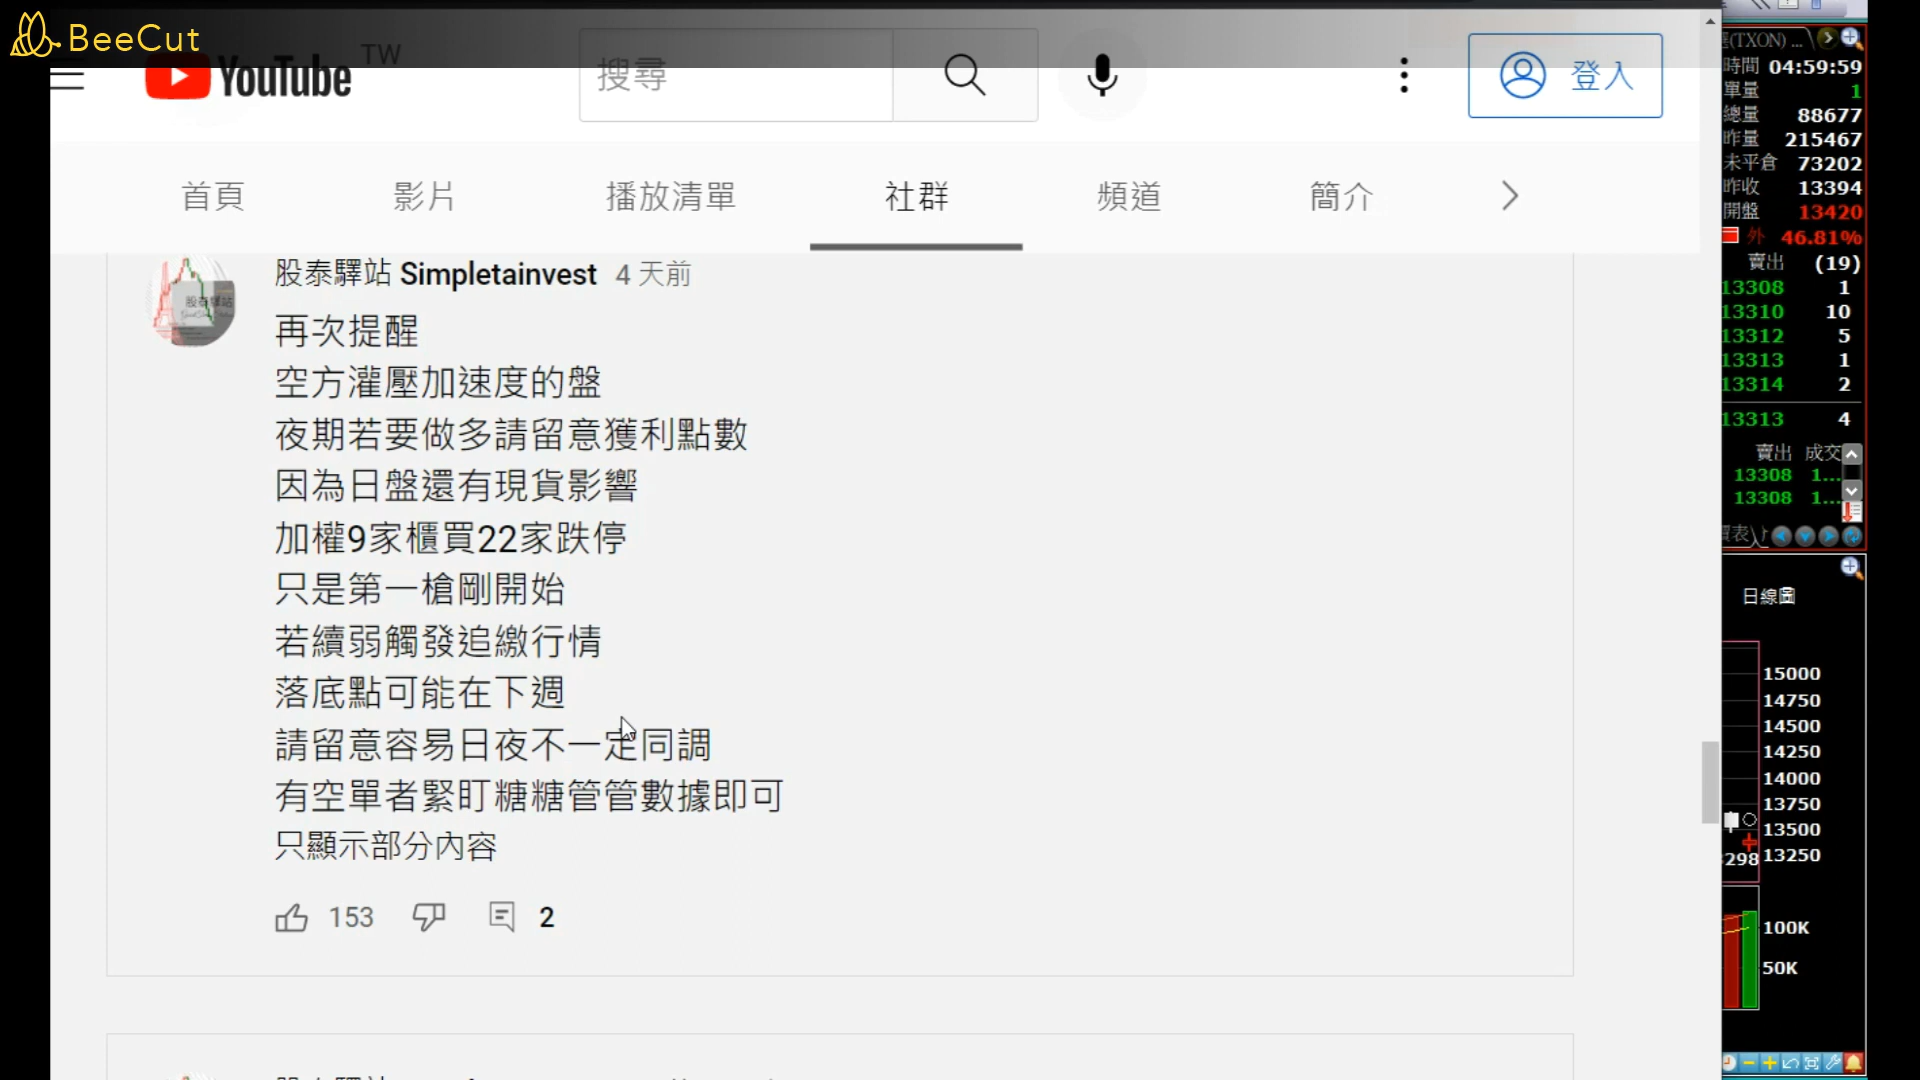 BeeCut
YouTube TW
搜尋
登入
首頁
影片
播放清單
社群
頻道
簡介
股泰驛站 Simpletainvest 4 天前
再次提醒
空方灌壓加速度的盤
夜期若要做多請留意獲利點數
因為日盤還有現貨影響
加權9家櫃買22家跌停
只是第一槍剛開始
若續弱觸發追繳行情
落底點可能在下週
請留意容易日夜不一定同調
有空單者緊盯糖糖管管數據即可
只顯示部分內容
153
2
(TXON) ...
時間 04:59:59
單量 1
總量 88677
昨量 215467
未平倉 73202
昨收 13394
開盤 13420
外 46.81%
賣出 (19)
13308 1
13310 10
13312 5
13313 1
13314 2
13313 4
賣出 成交
13308 1...
13308 1...
日線圖
15000
14750
14500
14250
14000
13750
13500
298 13250
100K
50K